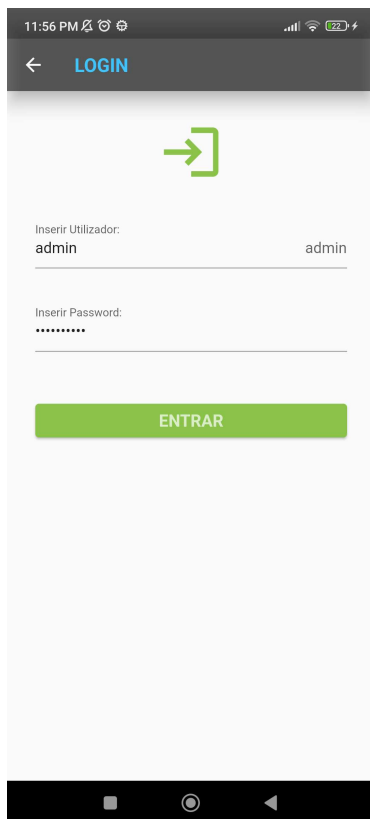 11:56 PM
22
LOGIN
Inserir Utilizador:
admin admin
Inserir Password:
••••••••••
ENTRAR